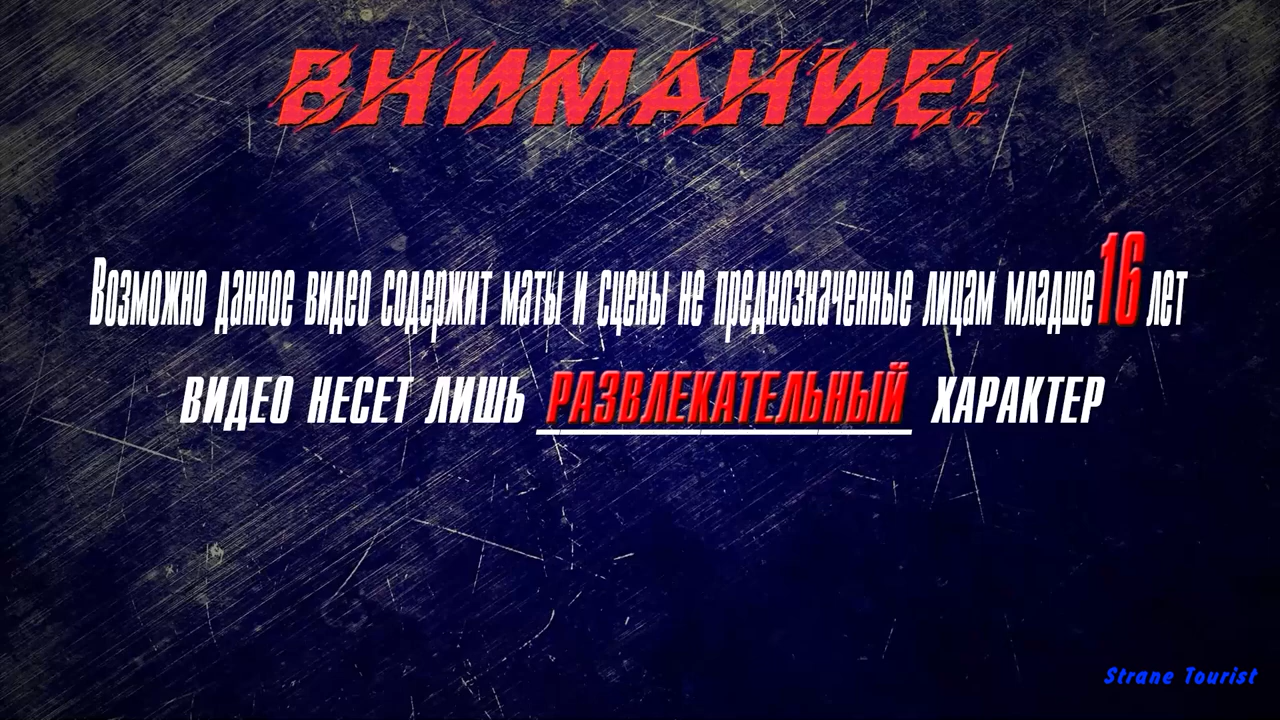 ВНИМАНИЕ!
Возможно данное видео содержит маты и сцены не преднозначенные лицам младше 16 лет
ВИДЕО НЕСЕТ ЛИШЬ РАЗВЛЕКАТЕЛЬНЫЙ ХАРАКТЕР
Strane Tourist